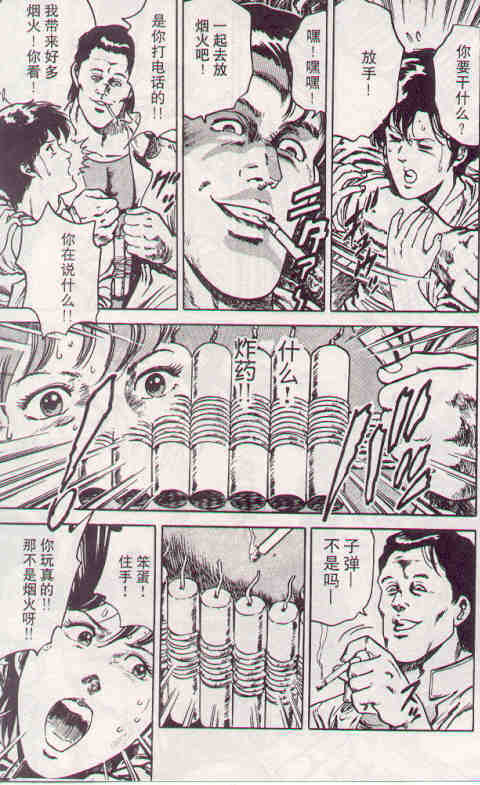 你要干什么？
放手！
嘿！嘿嘿！
一起去放
烟火吧！
ニタァ
是你打电话的!!
我带来好多
烟火！你看！
你在说什么!!
什么！
炸药!!
子弹—
不是吗—
笨蛋！
住手！
你玩真的!!
那不是烟火呀!!